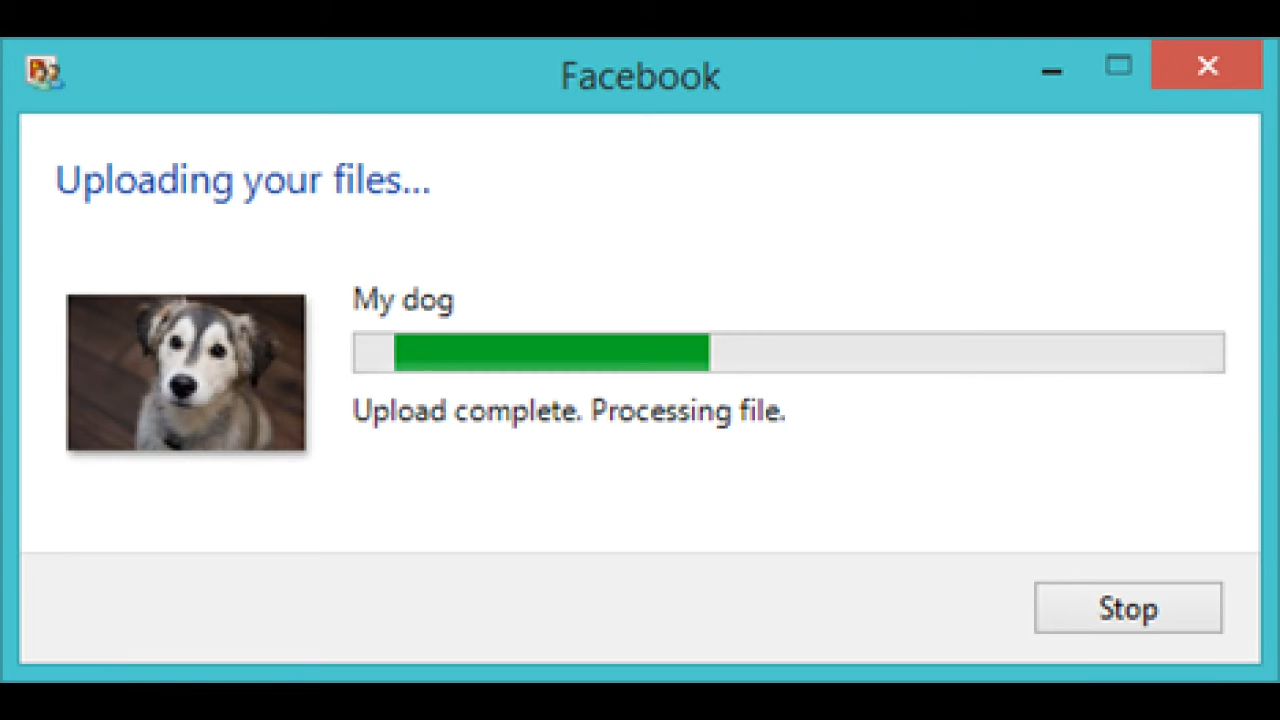 Facebook
Uploading your files...
My dog
Upload complete. Processing file.
Stop